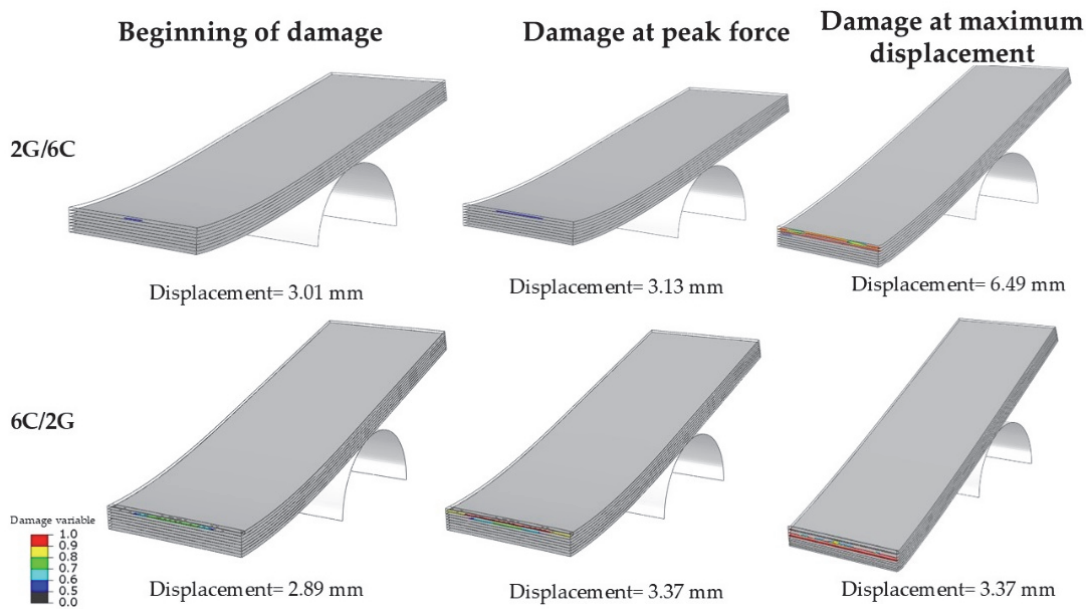 Beginning of damage
Damage at peak force
Damage at maximum
displacement
2G/6C
Displacement= 3.01 mm
Displacement= 3.13 mm
Displacement= 6.49 mm
6C/2G
Damage variable
1.0
0.9
0.8
0.7
0.6
0.5
0.0
Displacement= 2.89 mm
Displacement= 3.37 mm
Displacement= 3.37 mm